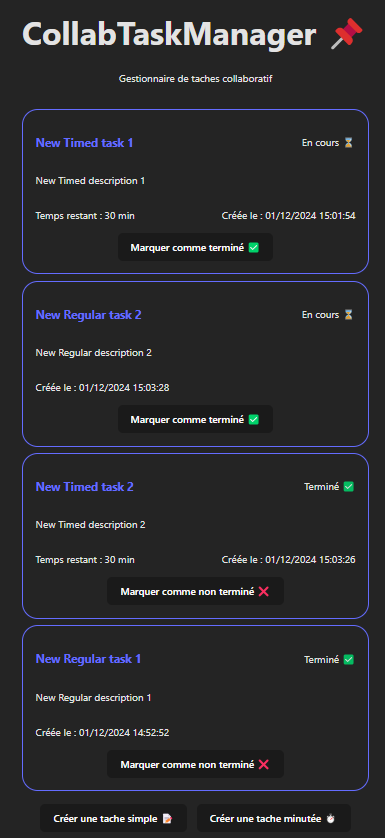 CollabTaskManager 📌
Gestionnaire de taches collaboratif
New Timed task 1 En cours ⌛
New Timed description 1
Temps restant : 30 min Créée le : 01/12/2024 15:01:54
Marquer comme terminé ✅
New Regular task 2 En cours ⌛
New Regular description 2
Créée le : 01/12/2024 15:03:28
Marquer comme terminé ✅
New Timed task 2 Terminé ✅
New Timed description 2
Temps restant : 30 min Créée le : 01/12/2024 15:03:26
Marquer comme non terminé ❌
New Regular task 1 Terminé ✅
New Regular description 1
Créée le : 01/12/2024 14:52:52
Marquer comme non terminé ❌
Créer une tache simple 📝 Créer une tache minutée ⏱️